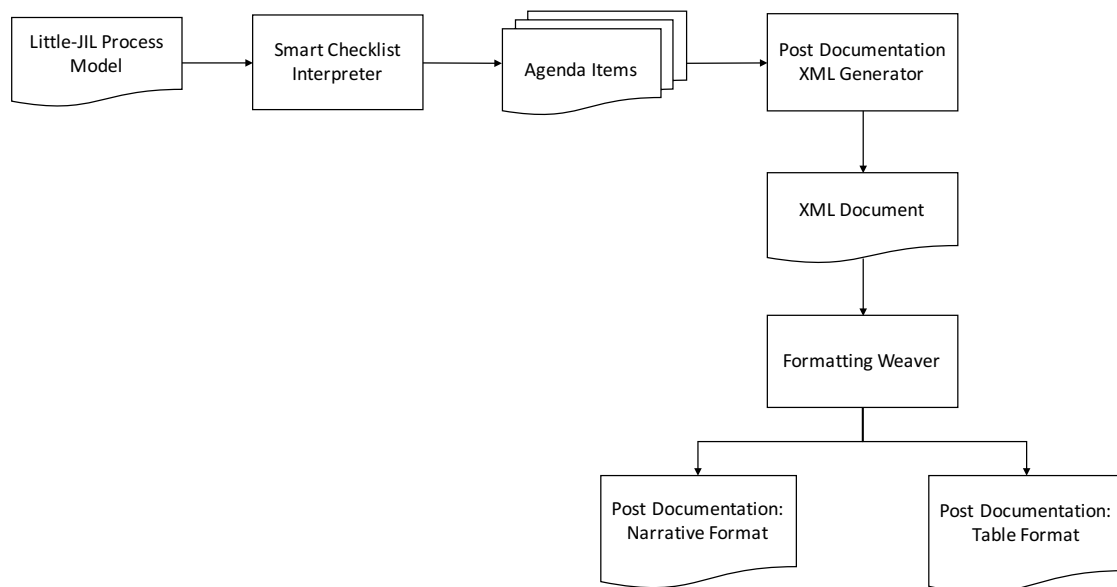 Little-JIL Process
Model
Smart Checklist
Interpreter
Agenda Items
Post Documentation
XML Generator
XML Document
Formatting Weaver
Post Documentation:
Narrative Format
Post Documentation:
Table Format